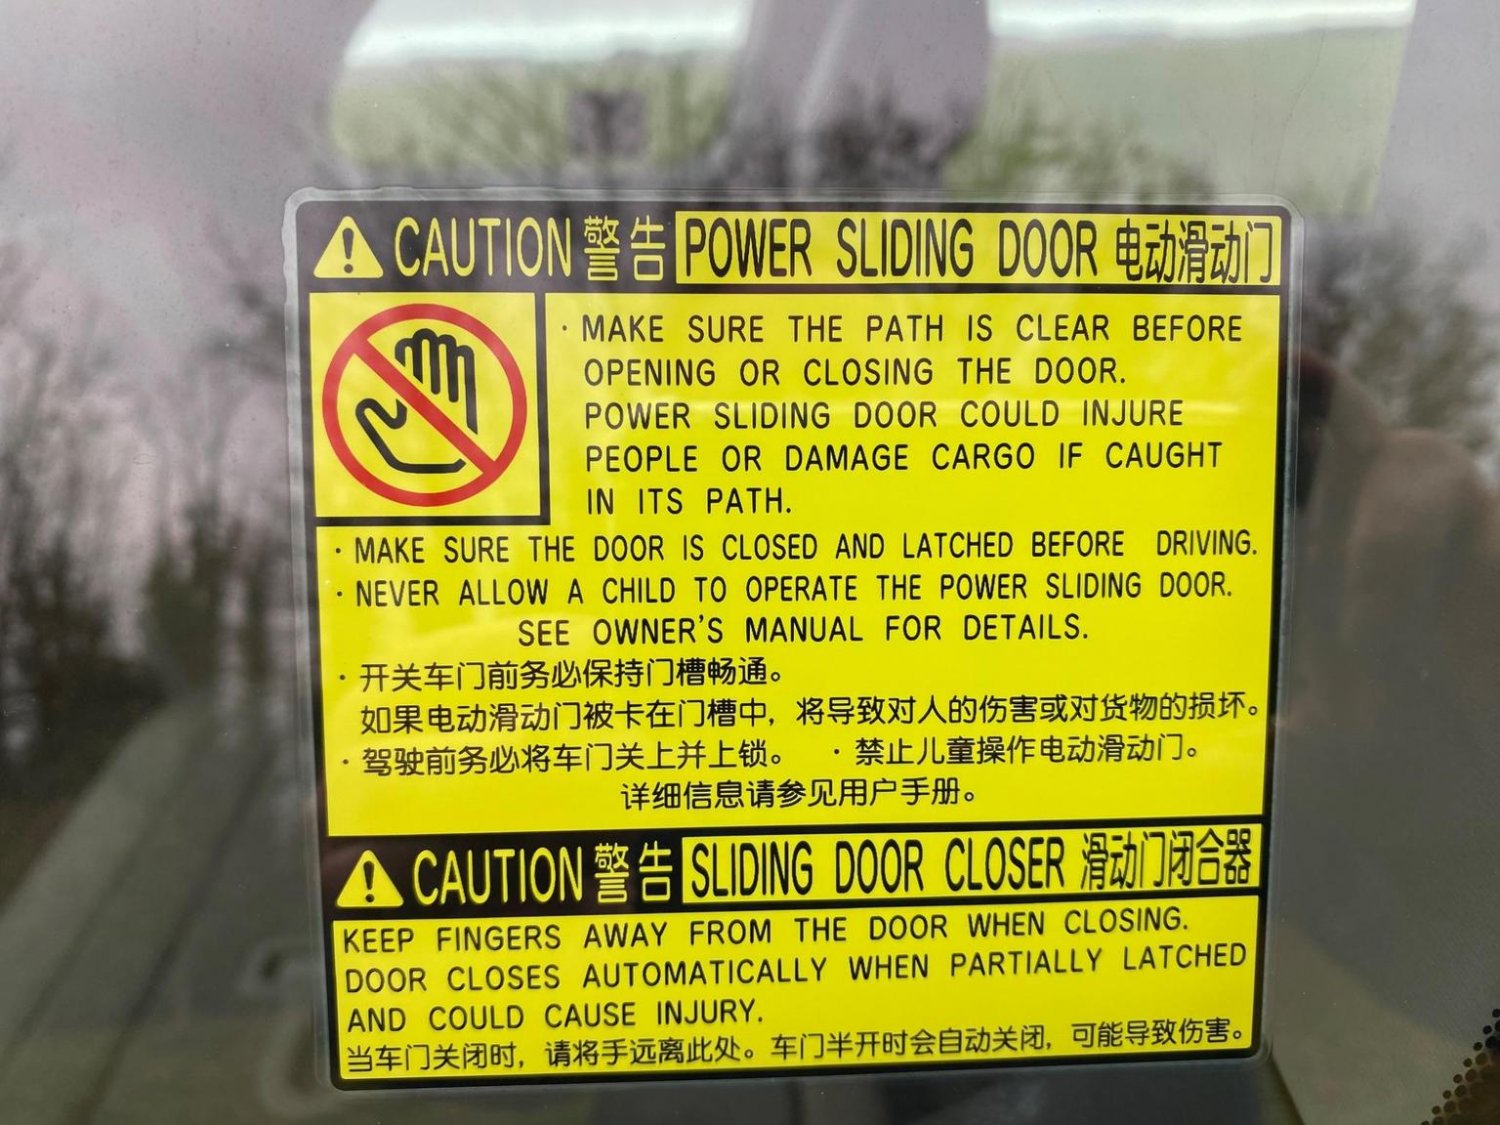 CAUTION 警告 POWER SLIDING DOOR 电动滑动门
· MAKE SURE THE PATH IS CLEAR BEFORE
OPENING OR CLOSING THE DOOR.
POWER SLIDING DOOR COULD INJURE
PEOPLE OR DAMAGE CARGO IF CAUGHT
IN ITS PATH.
· MAKE SURE THE DOOR IS CLOSED AND LATCHED BEFORE DRIVING.
· NEVER ALLOW A CHILD TO OPERATE THE POWER SLIDING DOOR.
SEE OWNER'S MANUAL FOR DETAILS.
· 开关车门前务必保持门槽畅通。
如果电动滑动门被卡在门槽中，将导致对人的伤害或对货物的损坏。
· 驾驶前务必将车门关上并上锁。 · 禁止儿童操作电动滑动门。
详细信息请参见用户手册。
CAUTION 警告 SLIDING DOOR CLOSER 滑动门闭合器
KEEP FINGERS AWAY FROM THE DOOR WHEN CLOSING.
DOOR CLOSES AUTOMATICALLY WHEN PARTIALLY LATCHED
AND COULD CAUSE INJURY.
当车门关闭时，请将手远离此处。车门半开时会自动关闭，可能导致伤害。